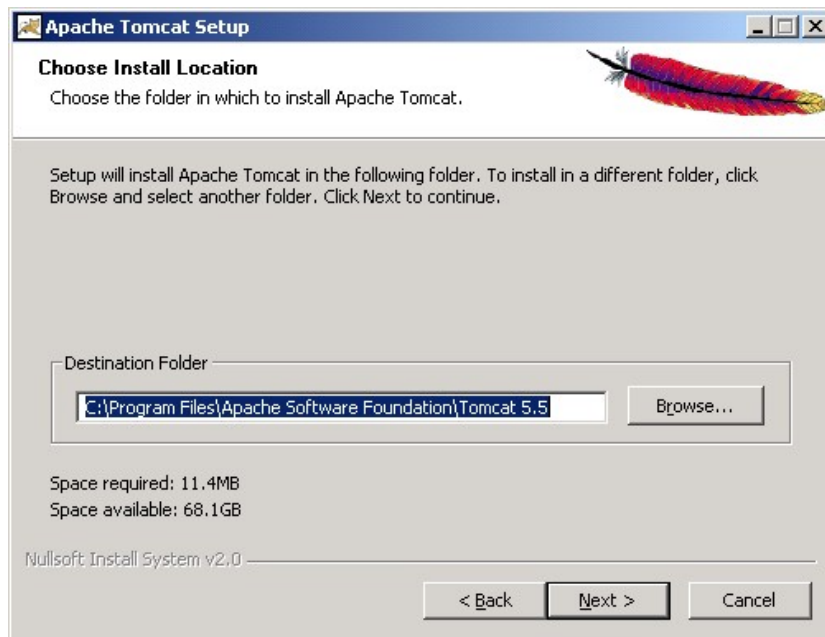 Apache Tomcat Setup
Choose Install Location
Choose the folder in which to install Apache Tomcat.
Setup will install Apache Tomcat in the following folder. To install in a different folder, click
Browse and select another folder. Click Next to continue.
Destination Folder
C:\Program Files\Apache Software Foundation\Tomcat 5.5
Browse...
Space required: 11.4MB
Space available: 68.1GB
Nullsoft Install System v2.0
< Back
Next >
Cancel